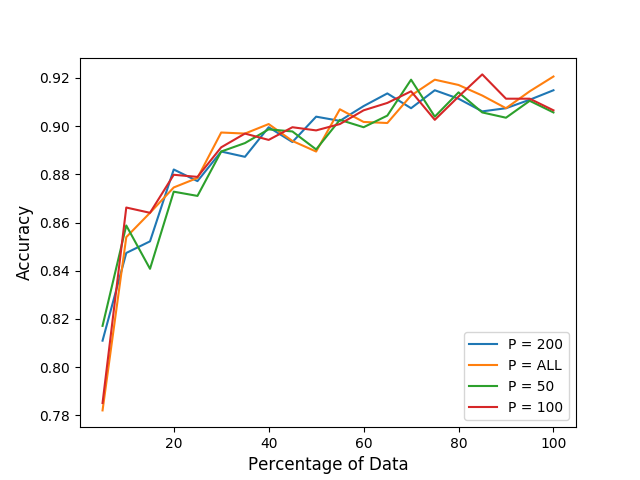 0.92
0.90
0.88
0.86
0.84
0.82
0.80
0.78
Accuracy
20
40
60
80
100
Percentage of Data
P = 200
P = ALL
P = 50
P = 100